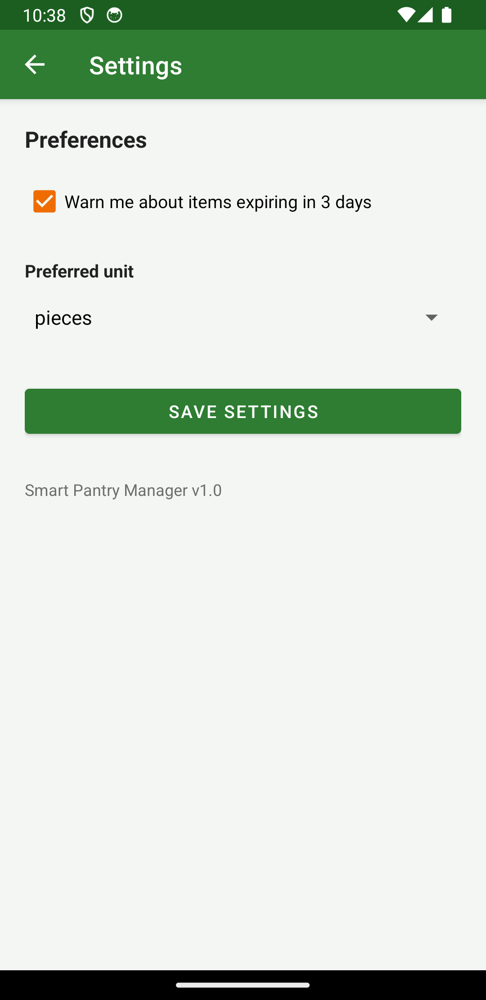 10:38
Settings
Preferences
Warn me about items expiring in 3 days
Preferred unit
pieces
SAVE SETTINGS
Smart Pantry Manager v1.0